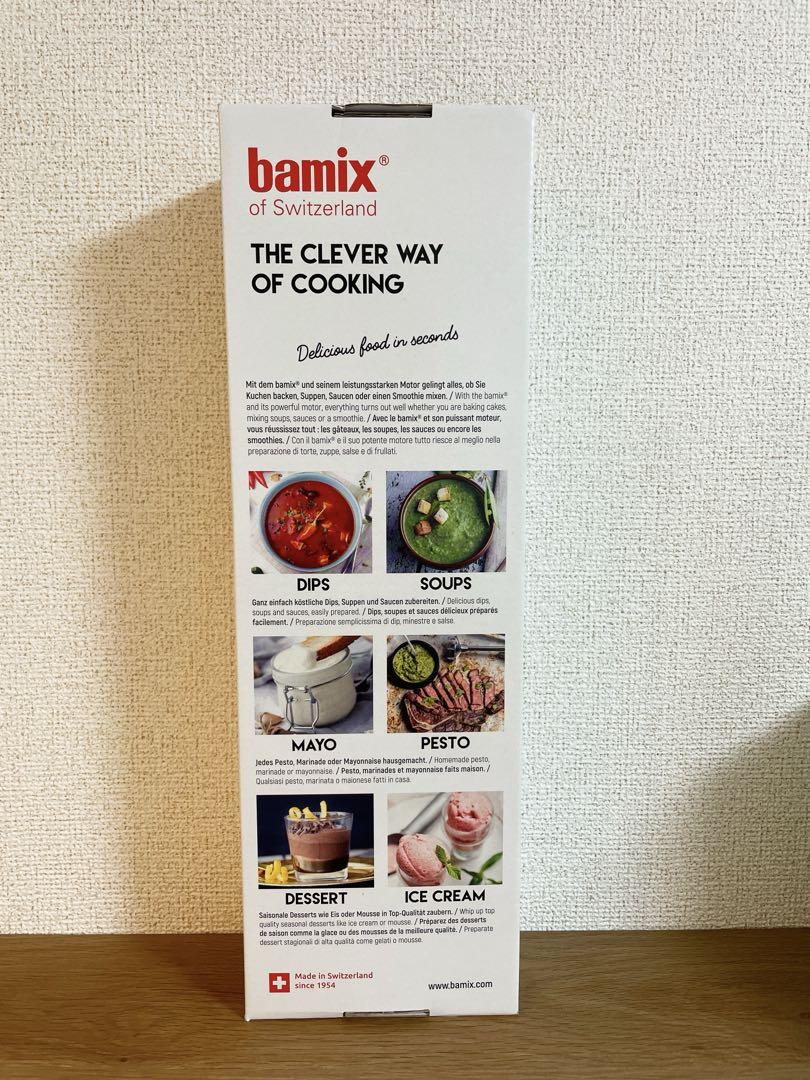 bamix®
of Switzerland
THE CLEVER WAY
OF COOKING
Delicious food in seconds
Mit dem bamix® und seinem leistungsstarken Motor gelingt alles, ob Sie
Kuchen backen, Suppen, Saucen oder einen Smoothie mixen. / With the bamix®
and its powerful motor, everything turns out well whether you are baking cakes,
mixing soups, sauces or a smoothie. / Avec le bamix® et son puissant moteur,
vous réussissez tout : les gâteaux, les soupes, les sauces ou encore les
smoothies. / Con il bamix® e il suo potente motore tutto riesce al meglio nella
preparazione di torte, zuppe, salse e di frullati.
DIPS SOUPS
Ganz einfach köstliche Dips, Suppen und Saucen zubereiten. / Delicious dips,
soups and sauces, easily prepared. / Dips, soupes et sauces délicieux préparés
facilement. / Preparazione semplicissima di dip, minestre e salse.
MAYO PESTO
Jedes Pesto, Marinade oder Mayonnaise hausgemacht. / Homemade pesto,
marinade or mayonnaise. / Pesto, marinades et mayonnaise faits maison. /
Qualsiasi pesto, marinata o maionese fatti in casa.
DESSERT ICE CREAM
Saisonale Desserts wie Eis oder Mousse in Top-Qualität zaubern. / Whip up top
quality seasonal desserts like ice cream or mousse. / Préparez des desserts
de saison comme la glace ou des mousses de la meilleure qualité. / Preparate
dessert stagionali di alta qualità come gelati o mousse.
Made in Switzerland
since 1954
www.bamix.com